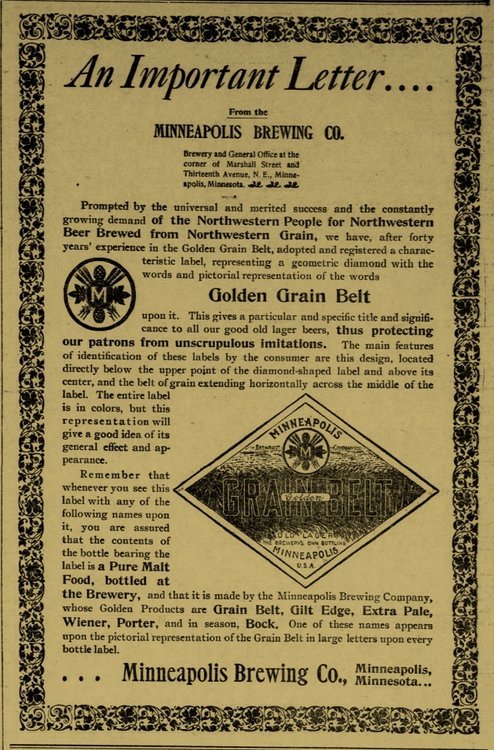 An Important Letter....
From the
MINNEAPOLIS BREWING CO.
Brewery and General Office at the
corner of Marshall Street and
Thirteenth Avenue, N. E., Minne-
apolis, Minnesota.
Prompted by the universal and merited success and the constantly
growing demand of the Northwestern People for Northwestern
Beer Brewed from Northwestern Grain, we have, after forty
years' experience in the Golden Grain Belt, adopted and registered a charac-
teristic label, representing a geometric diamond with the
words and pictorial representation of the words
M
Golden Grain Belt
upon it. This gives a particular and specific title and signifi-
cance to all our good old lager beers, thus protecting
our patrons from unscrupulous imitations. The main features
of identification of these labels by the consumer are this design, located
directly below the upper point of the diamond-shaped label and above its
center, and the belt of grain extending horizontally across the middle of the
label. The entire label
is in colors, but this
representation will
give a good idea of its
general effect and ap-
pearance.
Remember that
whenever you see this
label with any of the
following names upon
it, you are assured
that the contents of
the bottle bearing the
label is a Pure Malt
Food, bottled at
the Brewery, and that it is made by the Minneapolis Brewing Company,
whose Golden Products are Grain Belt, Gilt Edge, Extra Pale,
Wiener, Porter, and in season, Bock. One of these names appears
upon the pictorial representation of the Grain Belt in large letters upon every
bottle label.
MINNEAPOLIS
M
GRAIN BELT
Golden
OLD LAGER
THE BREWERY'S OWN BOTTLING
MINNEAPOLIS
U.S.A.
... Minneapolis Brewing Co., Minneapolis,
Minnesota...